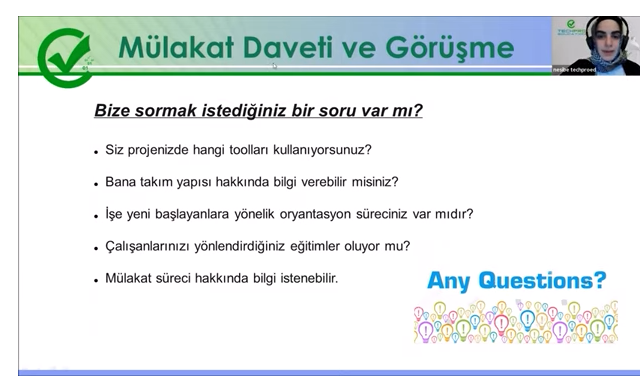 Mülakat Daveti ve Görüşme
TECHPROED
nesibe techproed
Bize sormak istediğiniz bir soru var mı?
Siz projenizde hangi toolları kullanıyorsunuz?
Bana takım yapısı hakkında bilgi verebilir misiniz?
İşe yeni başlayanlara yönelik oryantasyon süreciniz var mıdır?
Çalışanlarınızı yönlendirdiğiniz eğitimler oluyor mu?
Mülakat süreci hakkında bilgi istenebilir.
Any Questions?